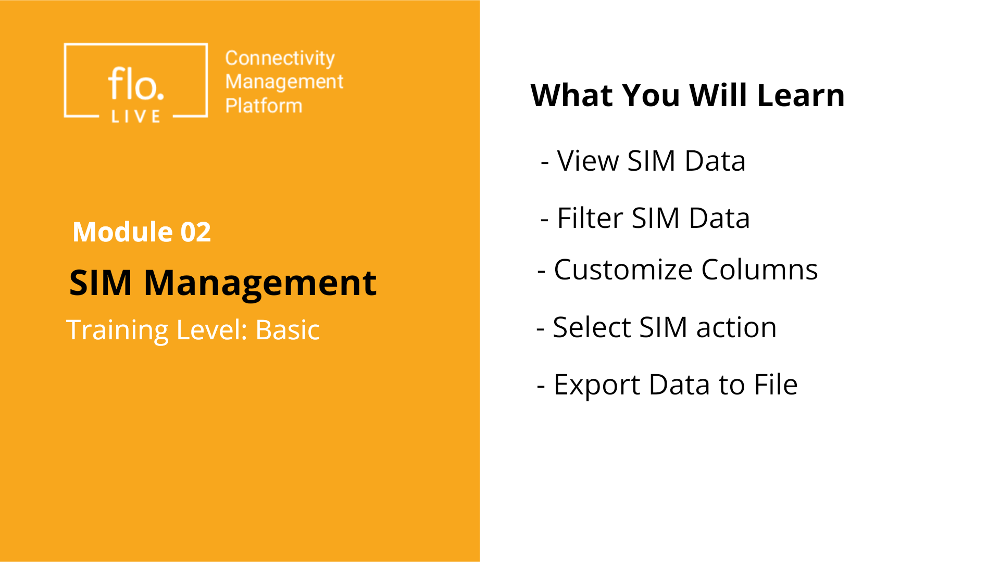 flo.
LIVE
Connectivity
Management
Platform
Module 02
SIM Management
Training Level: Basic
What You Will Learn
- View SIM Data
- Filter SIM Data
- Customize Columns
- Select SIM action
- Export Data to File